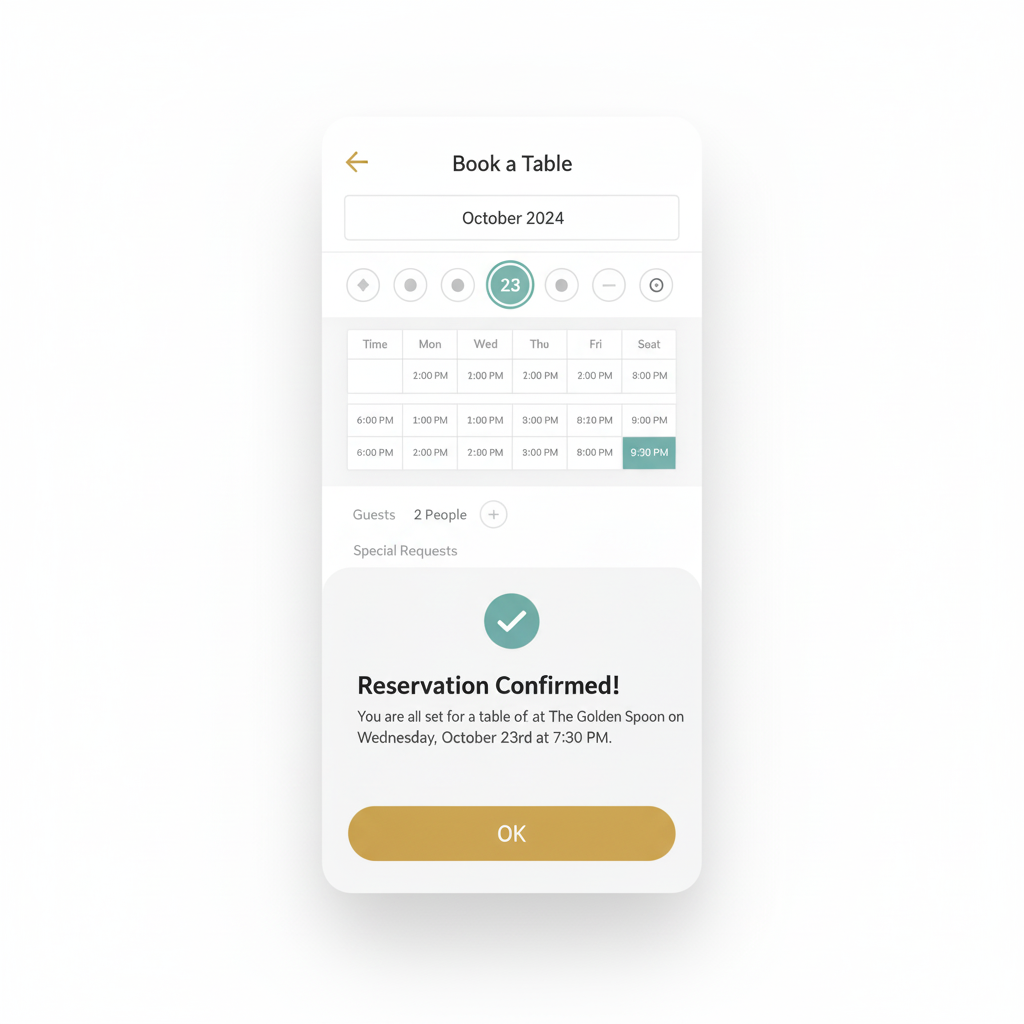 Book a Table
October 2024
23
Time Mon Wed Thu Fri Seat
2:00 PM 1:00 PM 2:00 PM 2:00 PM 8:00 PM
6:00 PM 1:00 PM 1:00 PM 3:00 PM 8:10 PM 9:00 PM
6:00 PM 2:00 PM 2:00 PM 3:00 PM 8:00 PM 9:30 PM
Guests 2 People +
Special Requests
Reservation Confirmed!
You are all set for a table of at The Golden Spoon on
Wednesday, October 23rd at 7:30 PM.
OK